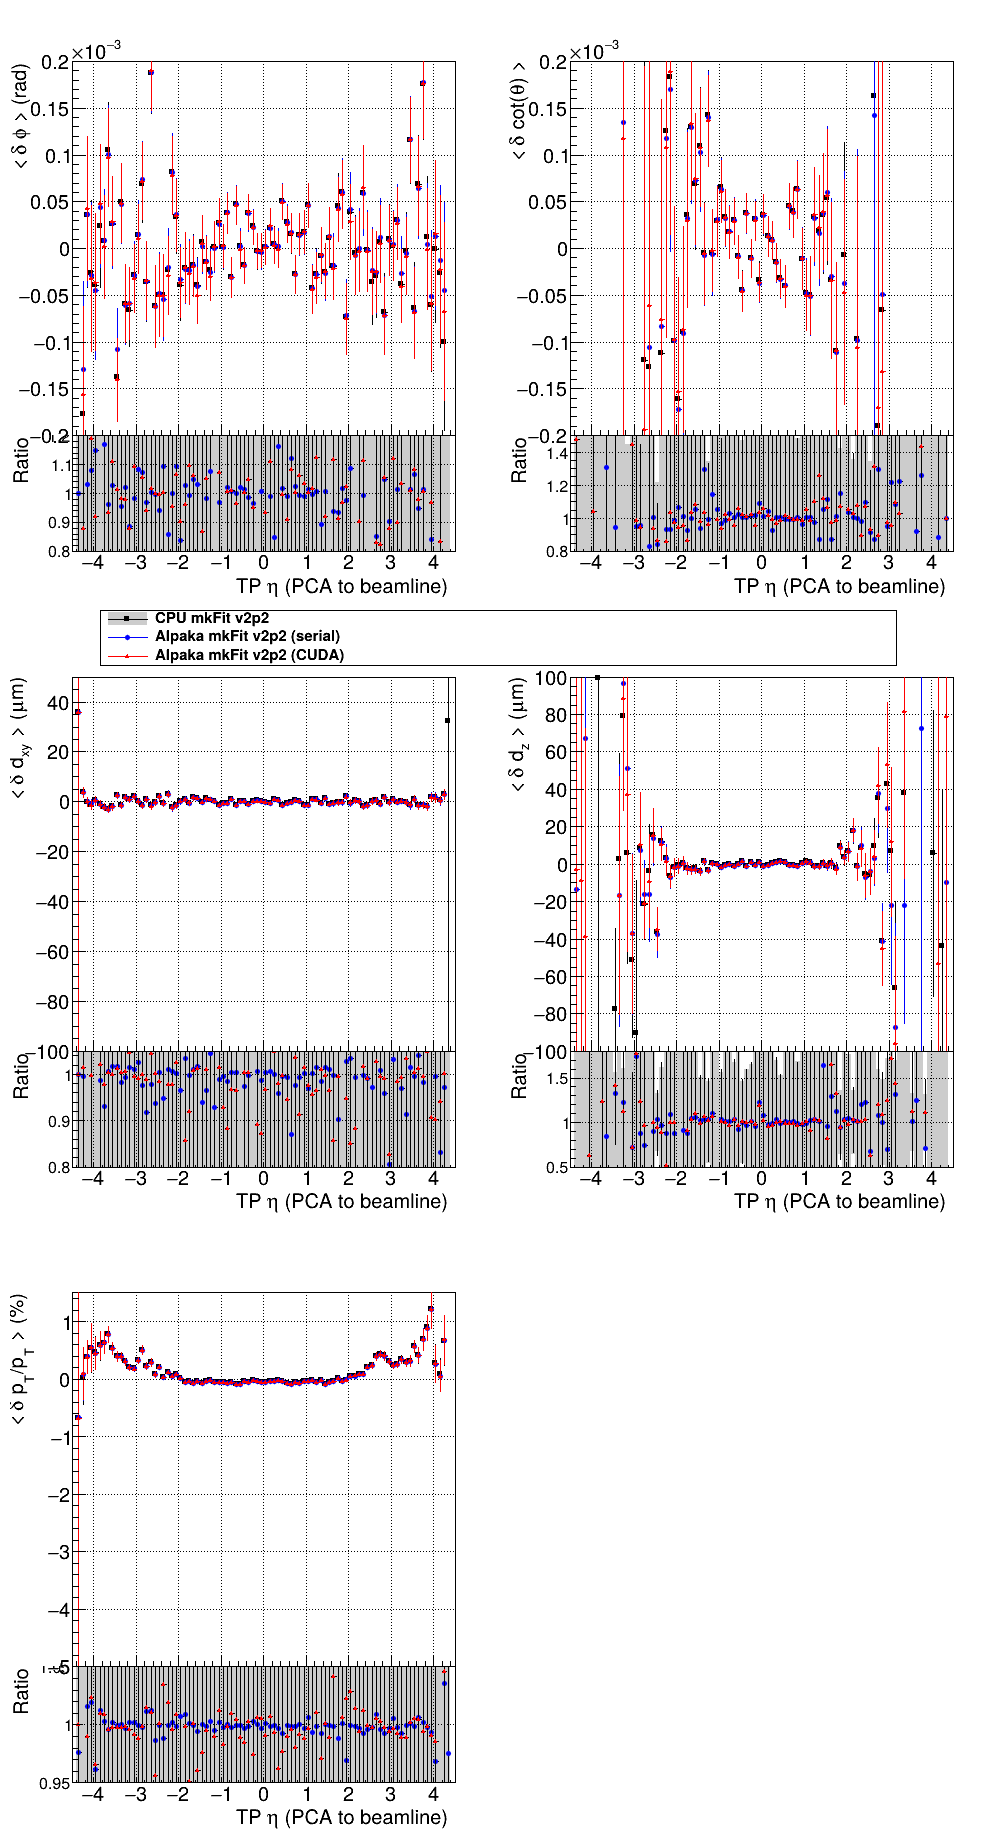 ×10⁻³
< δ ϕ > (rad)
0.2
0.15
0.1
0.05
0
−0.05
−0.1
−0.15
−0.2
Ratio
1.1
1
0.9
0.8
−4 −3 −2 −1 0 1 2 3 4
TP η (PCA to beamline)
×10⁻³
< δ cot(θ) >
0.2
0.15
0.1
0.05
0
−0.05
−0.1
−0.15
−0.2
Ratio
1.4
1.2
1
0.8
−4 −3 −2 −1 0 1 2 3 4
TP η (PCA to beamline)
CPU mkFit v2p2
Alpaka mkFit v2p2 (serial)
Alpaka mkFit v2p2 (CUDA)
< δ d_xy > (μm)
40
20
0
−20
−40
−60
−80
−100
Ratio
1
0.9
0.8
−4 −3 −2 −1 0 1 2 3 4
TP η (PCA to beamline)
< δ d_z > (μm)
100
80
60
40
20
0
−20
−40
−60
−80
−100
Ratio
1.5
1
0.5
−4 −3 −2 −1 0 1 2 3 4
TP η (PCA to beamline)
< δ p_T/p_T > (%)
1
0
−1
−2
−3
−4
−5
Ratio
1
0.95
−4 −3 −2 −1 0 1 2 3 4
TP η (PCA to beamline)